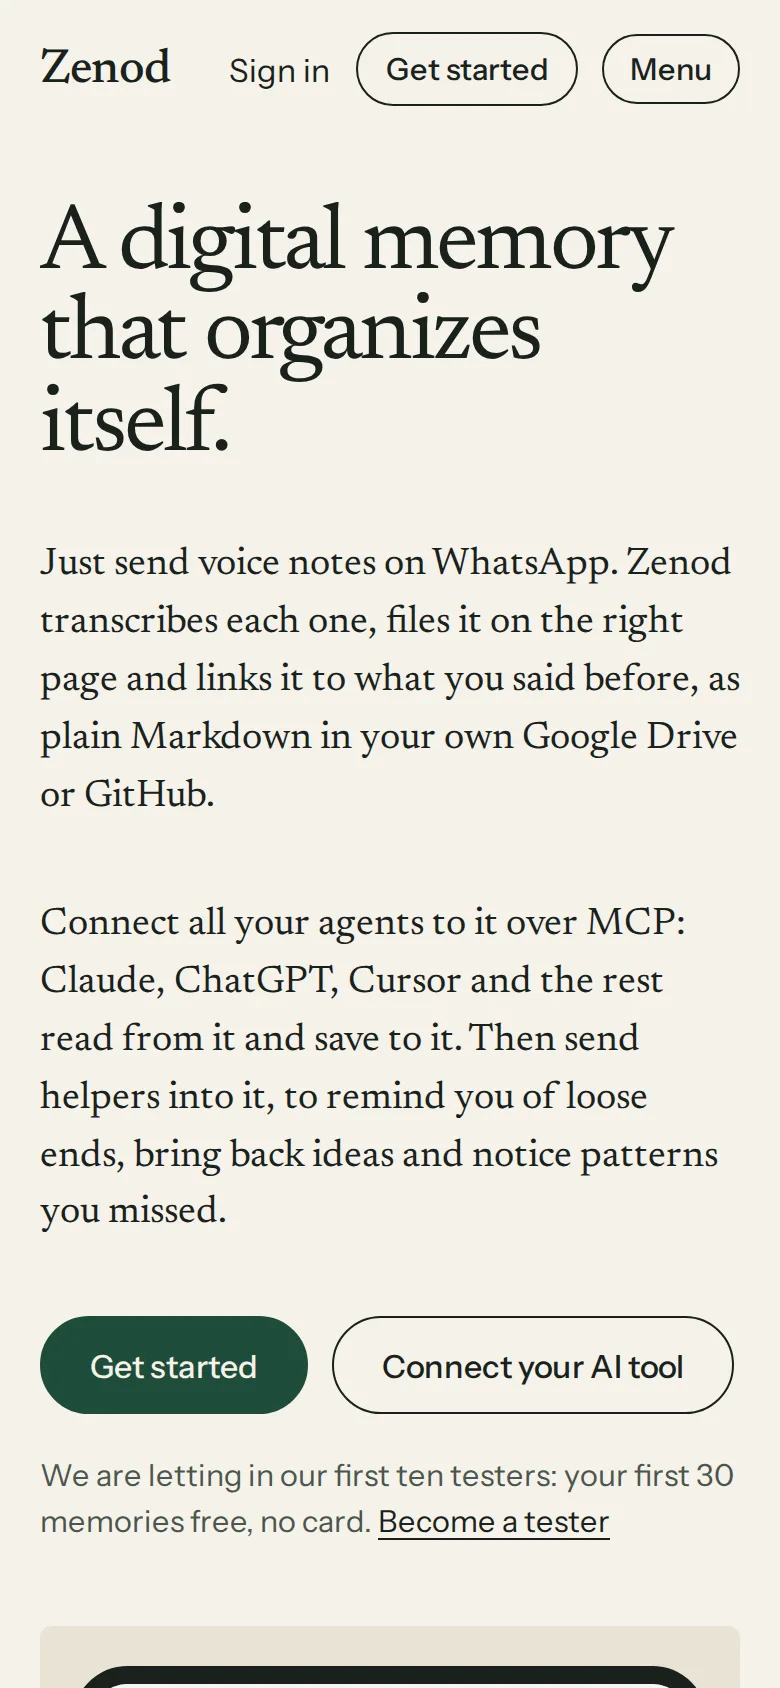 Zenod
Sign in
Get started
Menu
A digital memory
that organizes
itself.
Just send voice notes on WhatsApp. Zenod
transcribes each one, files it on the right
page and links it to what you said before, as
plain Markdown in your own Google Drive
or GitHub.
Connect all your agents to it over MCP:
Claude, ChatGPT, Cursor and the rest
read from it and save to it. Then send
helpers into it, to remind you of loose
ends, bring back ideas and notice patterns
you missed.
Get started
Connect your AI tool
We are letting in our first ten testers: your first 30
memories free, no card. Become a tester